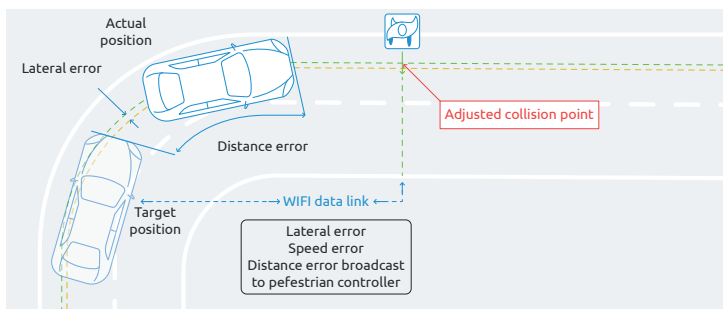 Actual
position
Lateral error
Adjusted collision point
Distance error
Target
position
WIFI data link
Lateral error
Speed error
Distance error broadcast
to pefestrian controller